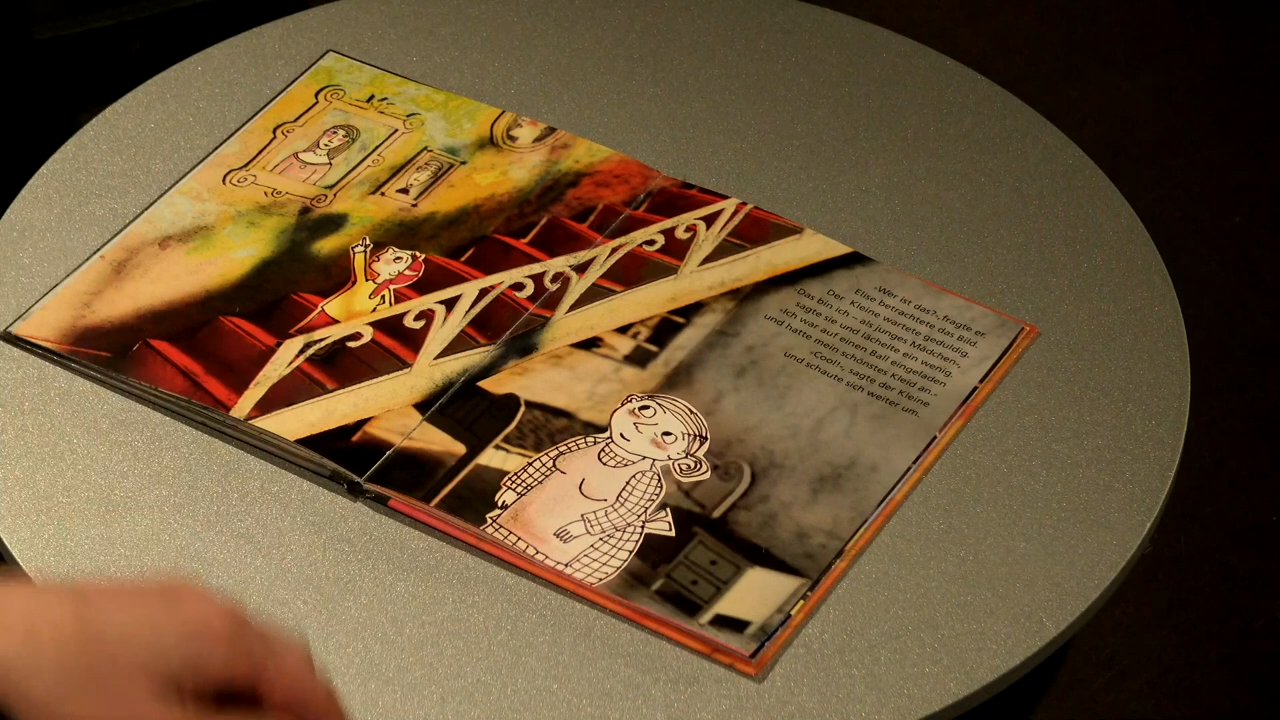 »Wer ist das?«, fragte er.
Elise betrachtete das Bild.
Der Kleine wartete geduldig.
»Das bin ich – als junges Mädchen«,
sagte sie und lächelte ein wenig.
»Ich war auf einen Ball eingeladen
und hatte mein schönstes Kleid an.«
»Cool!«, sagte der Kleine
und schaute sich weiter um.